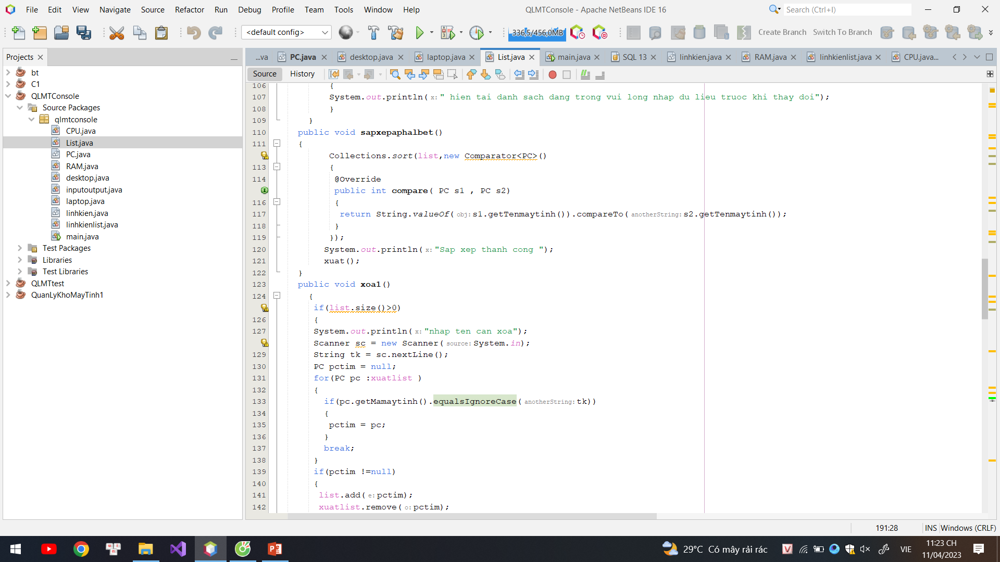 File Edit View Navigate Source Refactor Run Debug Profile Team Tools Window Help QLMTConsole - Apache NetBeans IDE 16 Search (Ctrl+I)
<default config> 336,5/456,0MB Create Branch Switch To Branch
Projects ...va PC.java desktop.java laptop.java List.java main.java SQL 13 linhkien.java RAM.java linhkienlist.java CPU.java...
Source History
bt
C1
QLMTConsole
Source Packages
qlmtconsole
CPU.java
List.java
PC.java
RAM.java
desktop.java
inputoutput.java
laptop.java
linhkien.java
linhkienlist.java
main.java
Test Packages
Libraries
Test Libraries
QLMTtest
QuanLyKhoMayTinh1
106 {
107 System.out.println( x: " hien tai danh sach dang trong vui long nhap du lieu truoc khi thay doi");
108 }
109 }
110 public void sapxepaphalbet()
111 {
Collections.sort(list,new Comparator<PC>()
113 {
114 @Override
public int compare( PC s1 , PC s2)
116 {
117 return String.valueOf( obj: s1.getTenmaytinh()).compareTo( anotherString: s2.getTenmaytinh());
118 }
119 });
120 System.out.println( x: "Sap xep thanh cong ");
121 xuat();
122 }
123 public void xoa1()
124 {
if(list.size()>0)
126 {
127 System.out.println( x: "nhap ten can xoa");
Scanner sc = new Scanner( source: System.in);
129 String tk = sc.nextLine();
130 PC pctim = null;
131 for(PC pc :xuatlist )
132 {
133 if(pc.getMamaytinh().equalsIgnoreCase( anotherString: tk))
134 {
135 pctim = pc;
136 }
137 break;
138 }
139 if(pctim !=null)
140 {
141 list.add( e: pctim);
142 xuatlist.remove( o: pctim);
191:28 INS Windows (CRLF)
29°C Có mây rải rác VIE 11:23 CH
11/04/2023